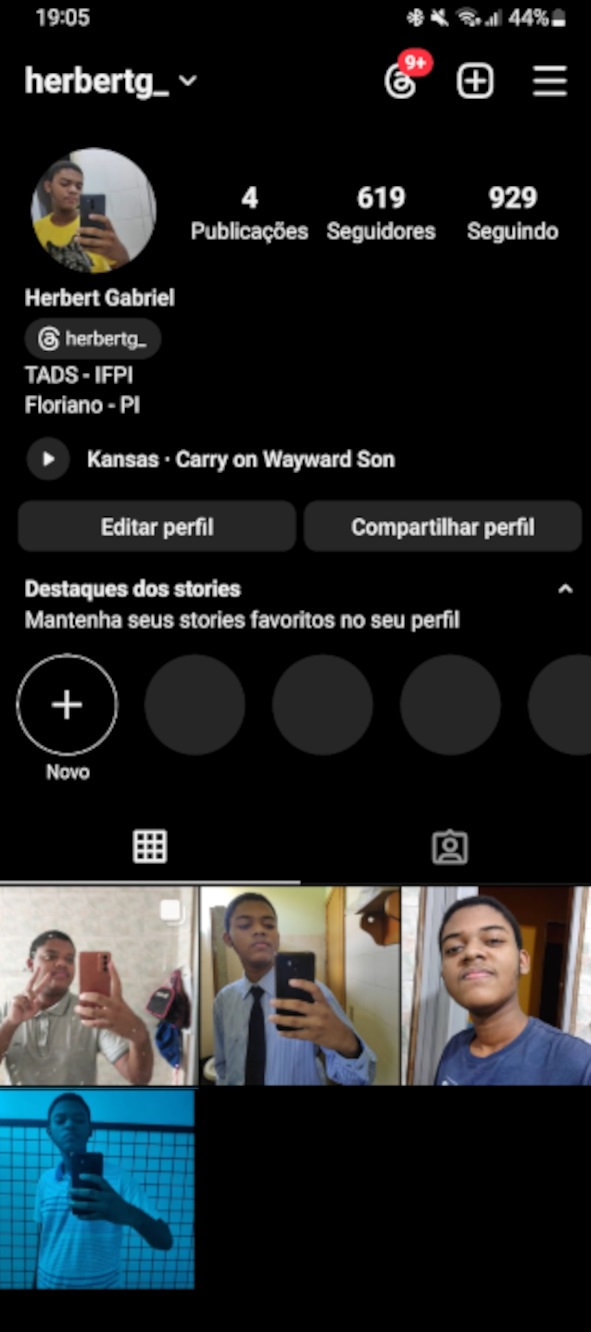 19:05 44%
herbertg_ 9+
4 619 929
Publicações Seguidores Seguindo
Herbert Gabriel
herbertg_
TADS - IFPI
Floriano - PI
Kansas · Carry on Wayward Son
Editar perfil Compartilhar perfil
Destaques dos stories
Mantenha seus stories favoritos no seu perfil
Novo